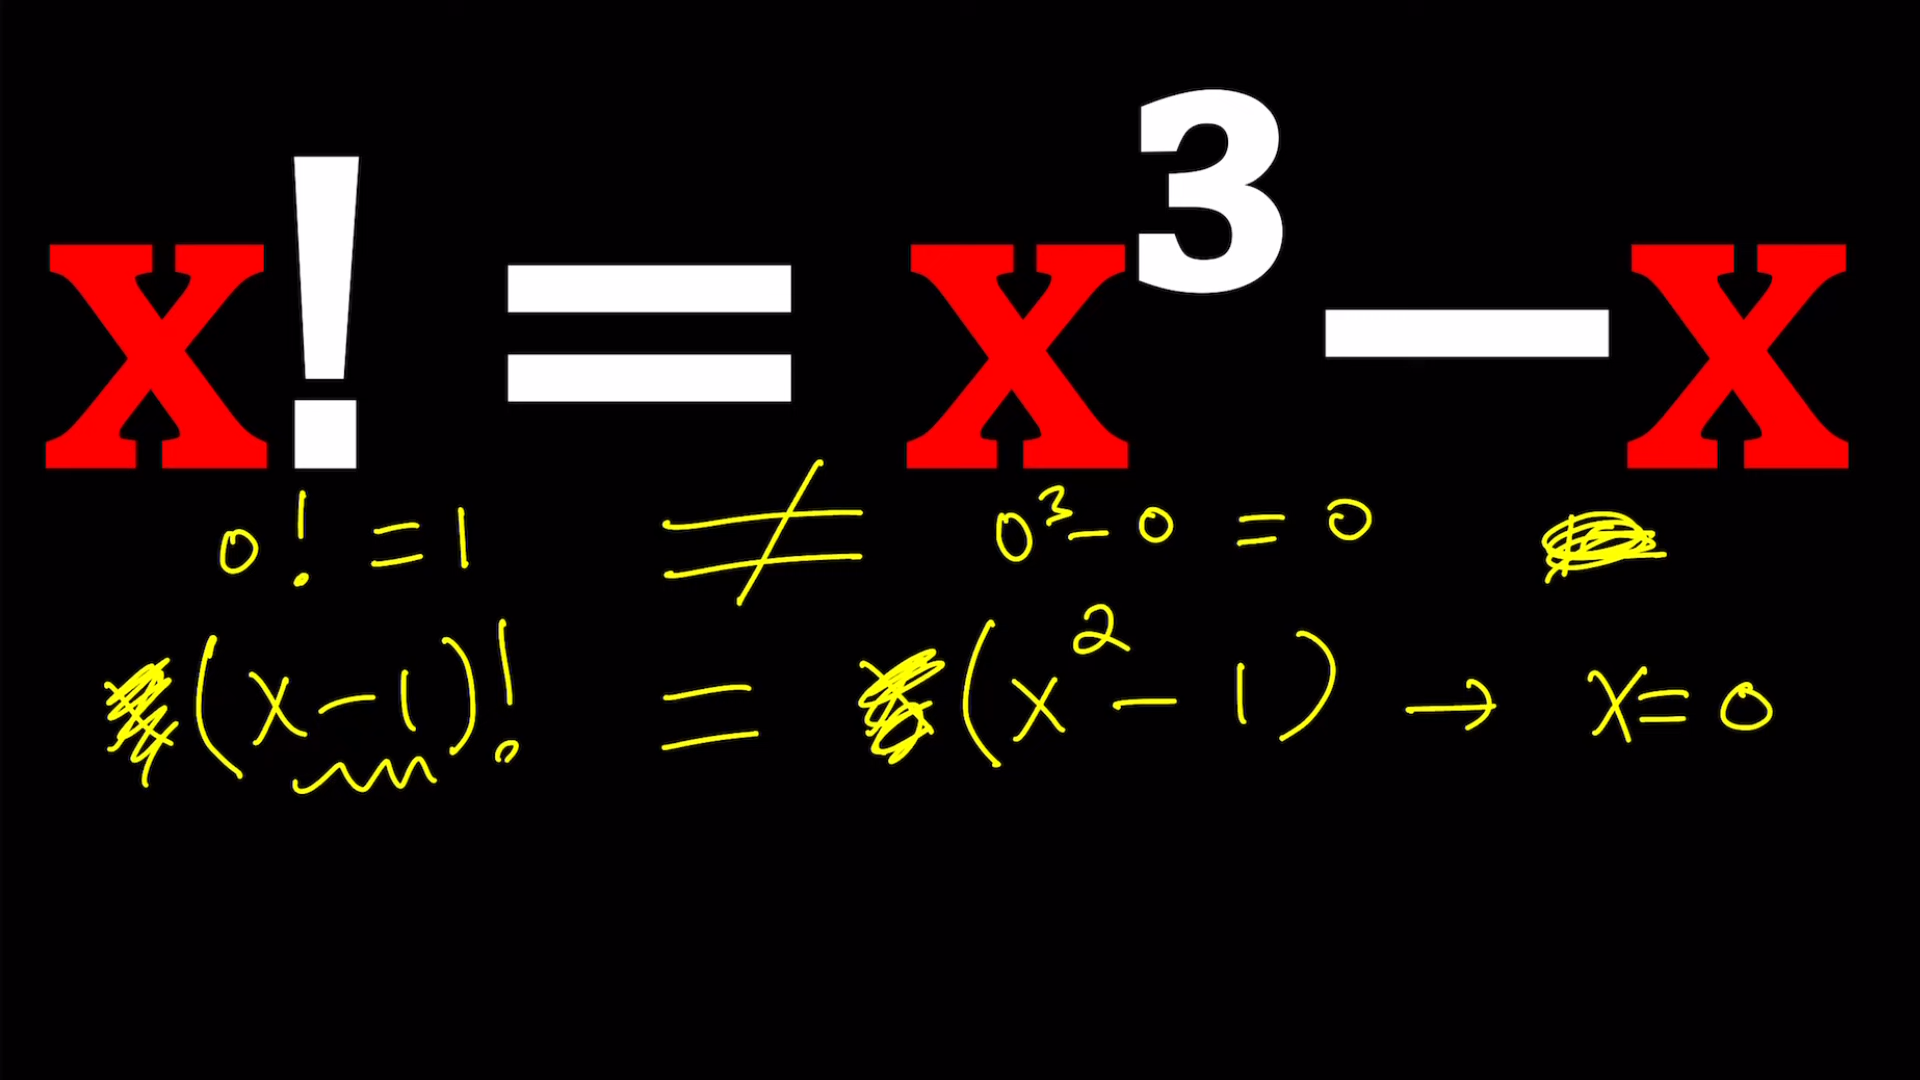 x! = x³ - x
0! = 1 ≠ 0³ - 0 = 0
(x - 1)! = (x² - 1) → x = 0